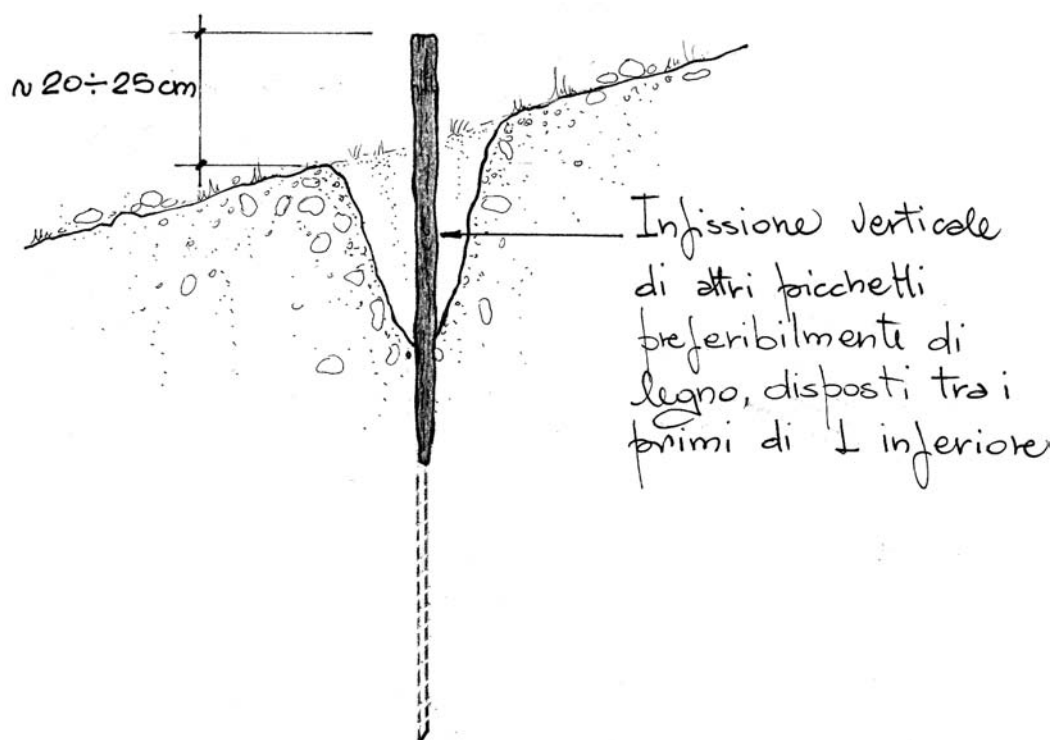 ~ 20÷25cm
Infissione verticale
di altri picchetti
preferibilmente di
legno, disposti tra i
primi di L inferiore